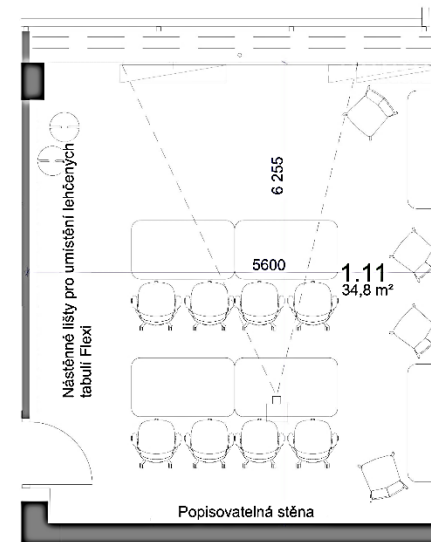 Nástěnné lišty pro umístění lehčených
tabulí Flexi
6 255
5600
1.11
34,8 m²
Popisovatelná stěna